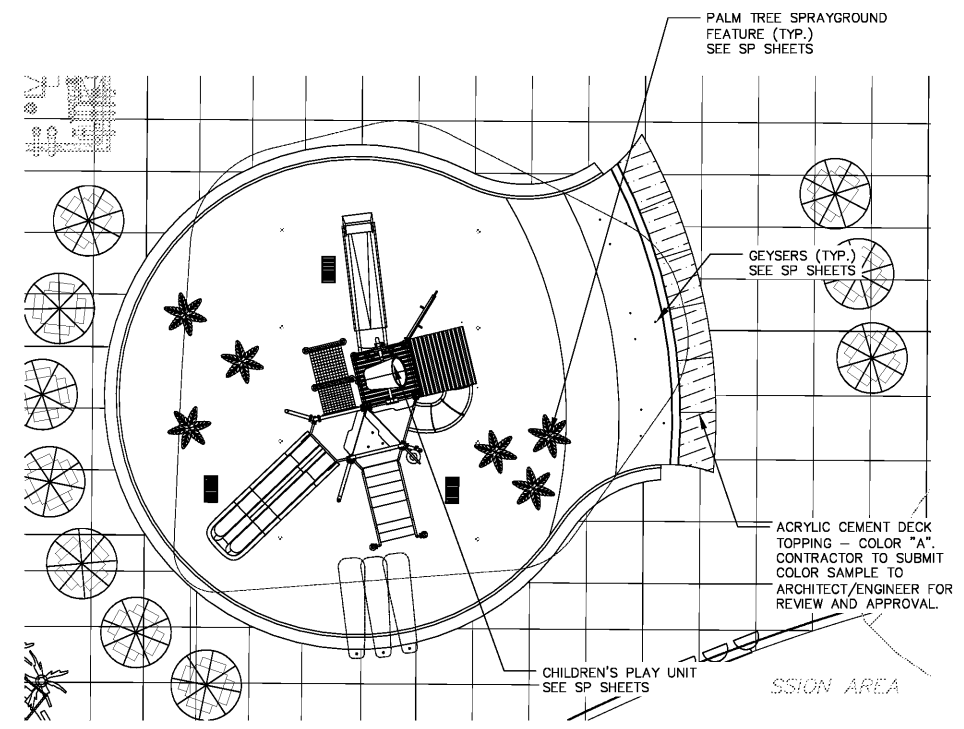 PALM TREE SPRAYGROUND
FEATURE (TYP.)
SEE SP SHEETS
GEYSERS (TYP.)
SEE SP SHEETS
ACRYLIC CEMENT DECK
TOPPING – COLOR "A".
CONTRACTOR TO SUBMIT
COLOR SAMPLE TO
ARCHITECT/ENGINEER FOR
REVIEW AND APPROVAL.
CHILDREN'S PLAY UNIT
SEE SP SHEETS
SSION AREA